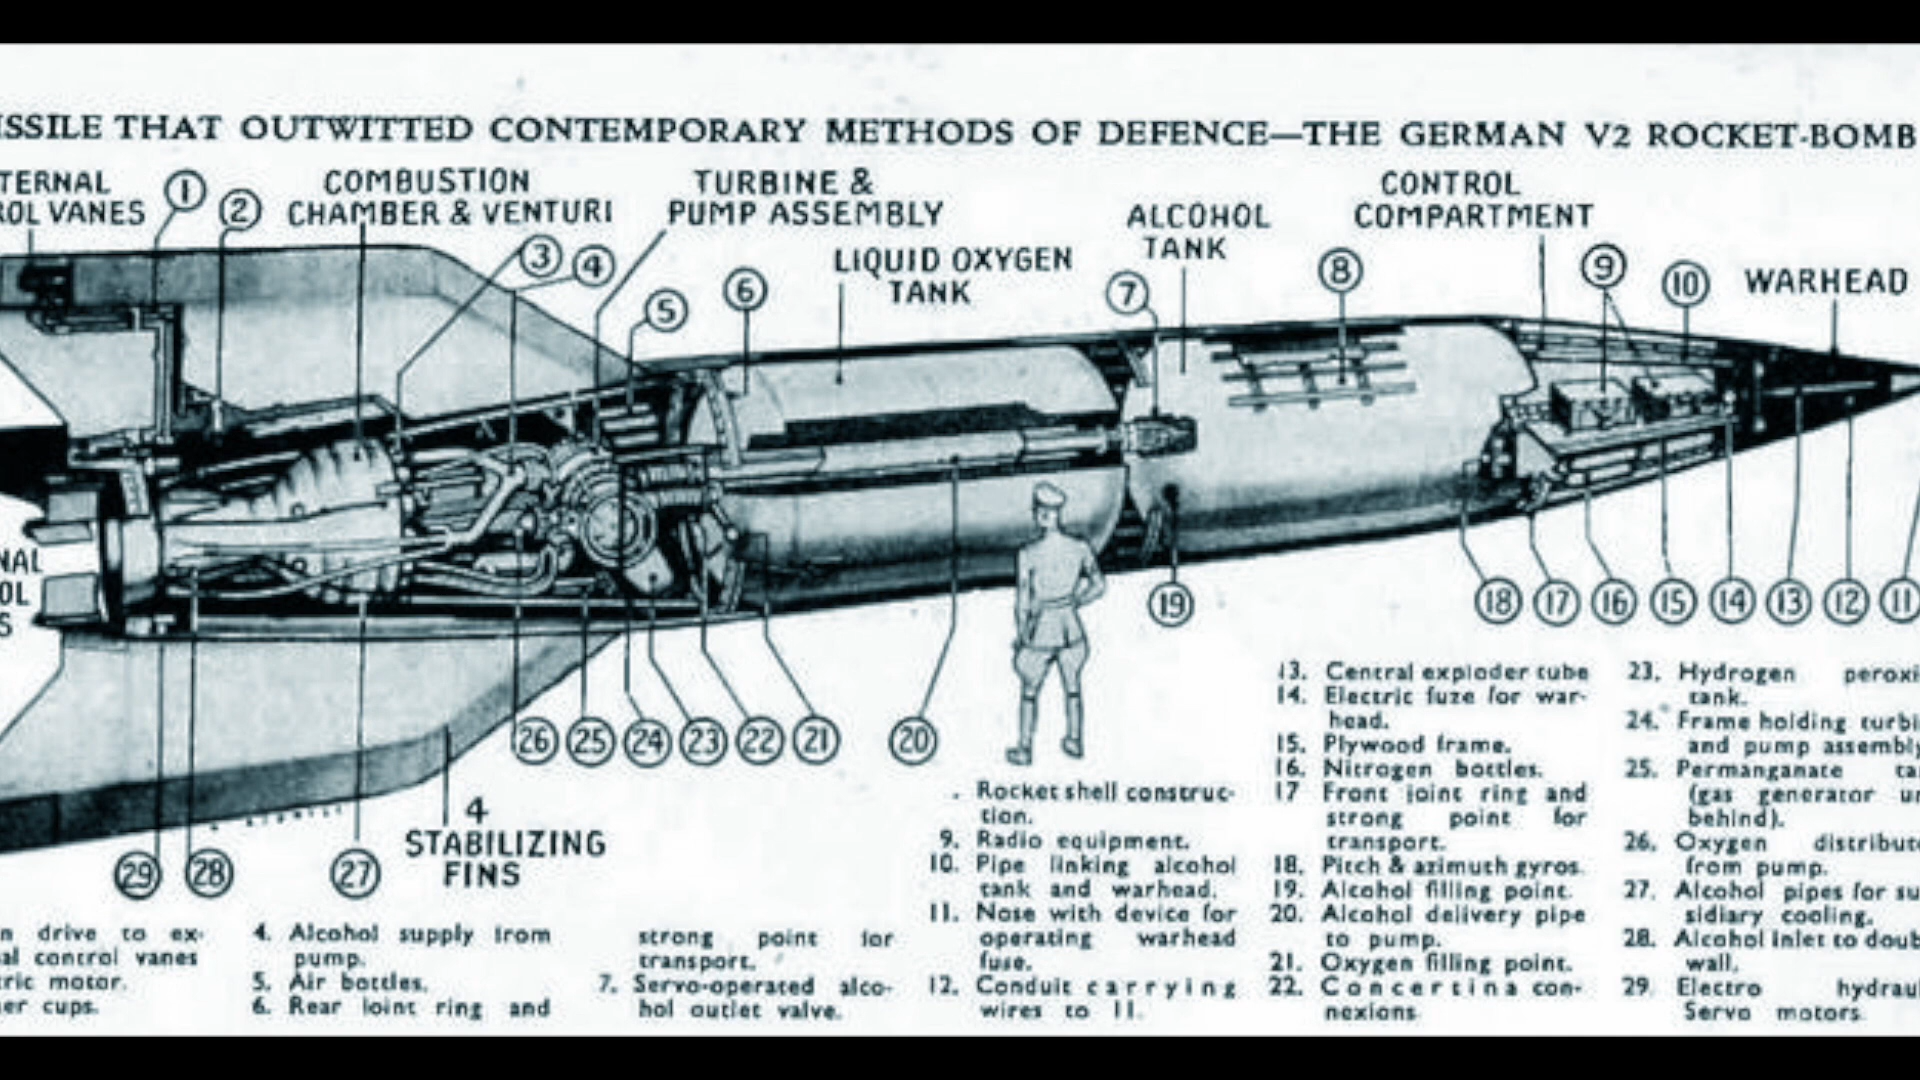 ISSILE THAT OUTWITTED CONTEMPORARY METHODS OF DEFENCE—THE GERMAN V2 ROCKET-BOMB
TERNAL
ROL VANES
1
2
COMBUSTION
CHAMBER & VENTURI
3
4
TURBINE &
PUMP ASSEMBLY
5
6
LIQUID OXYGEN
TANK
7
ALCOHOL
TANK
8
CONTROL
COMPARTMENT
9
10
WARHEAD
NAL
OL
S
19
18
17
16
15
14
13
12
11
26
25
24
23
22
21
20
4
STABILIZING
FINS
29
28
27
n drive to ex-
al control vanes
tric motor.
er cups.
4. Alcohol supply from
pump.
5. Air bottles.
6. Rear joint ring and
strong point for
transport.
7. Servo-operated alco-
hol outlet valve.
. Rocket shell construc-
tion.
9. Radio equipment.
10. Pipe linking alcohol
tank and warhead.
11. Nose with device for
operating warhead
fuse.
12. Conduit carrying
wires to 11.
13. Central exploder tube
14. Electric fuze for war-
head.
15. Plywood frame.
16. Nitrogen bottles.
17 Front joint ring and
strong point for
transport.
18. Pitch & azimuth gyros.
19. Alcohol filling point.
20. Alcohol delivery pipe
to pump.
21. Oxygen filling point.
22. Concertina con-
nexions
23. Hydrogen peroxi
tank.
24. Frame holding turbi
and pump assembly
25. Permanganate ta
(gas generator un
behind).
26. Oxygen distribut
from pump.
27. Alcohol pipes for su
sidiary cooling.
28. Alcohol inlet to doub
wall.
29. Electro hydraul
Servo motors